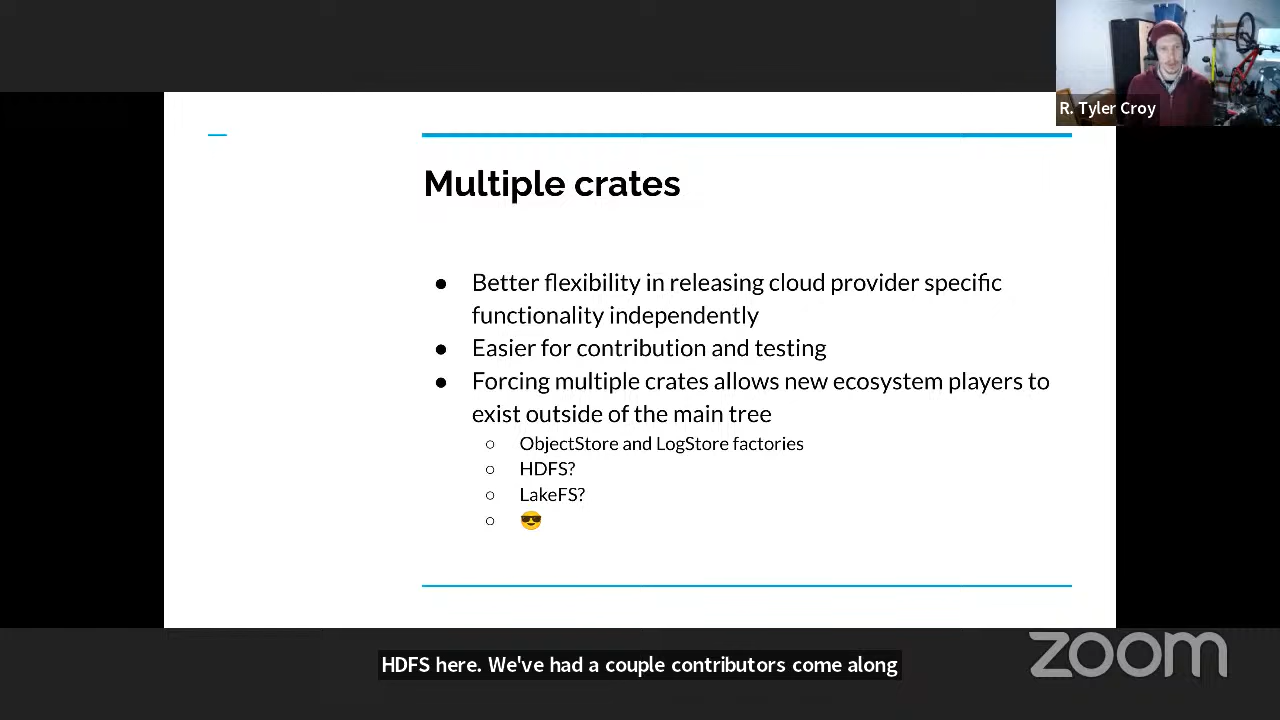 R. Tyler Croy
Multiple crates
● Better flexibility in releasing cloud provider specific
functionality independently
● Easier for contribution and testing
● Forcing multiple crates allows new ecosystem players to
exist outside of the main tree
○ ObjectStore and LogStore factories
○ HDFS?
○ LakeFS?
○ 😎
HDFS here. We've had a couple contributors come along
zoom